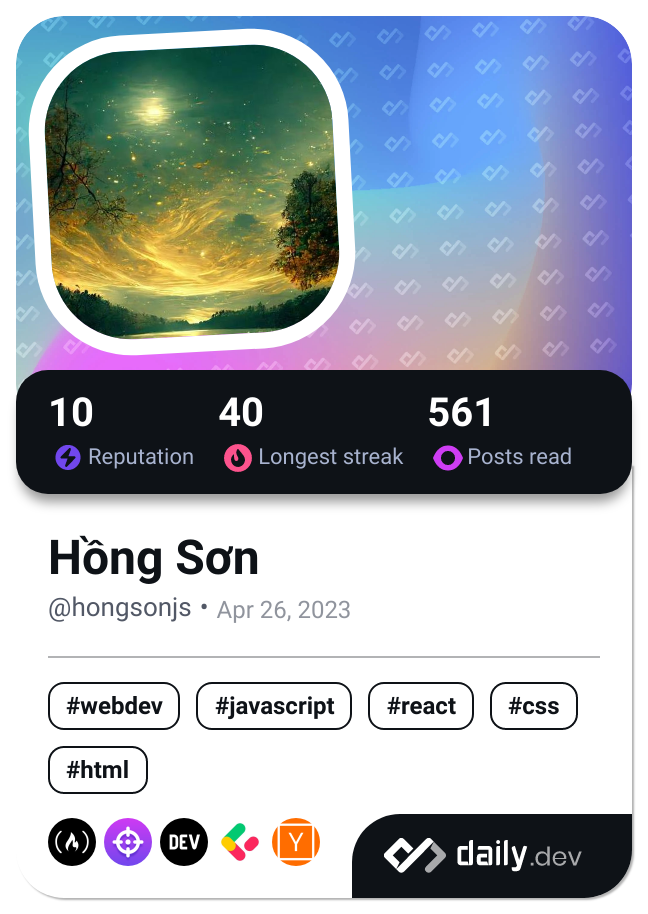 10 40 561
Reputation Longest streak Posts read
Hồng Sơn
@hongsonjs • Apr 26, 2023
#webdev #javascript #react #css
#html
DEV Y daily.dev